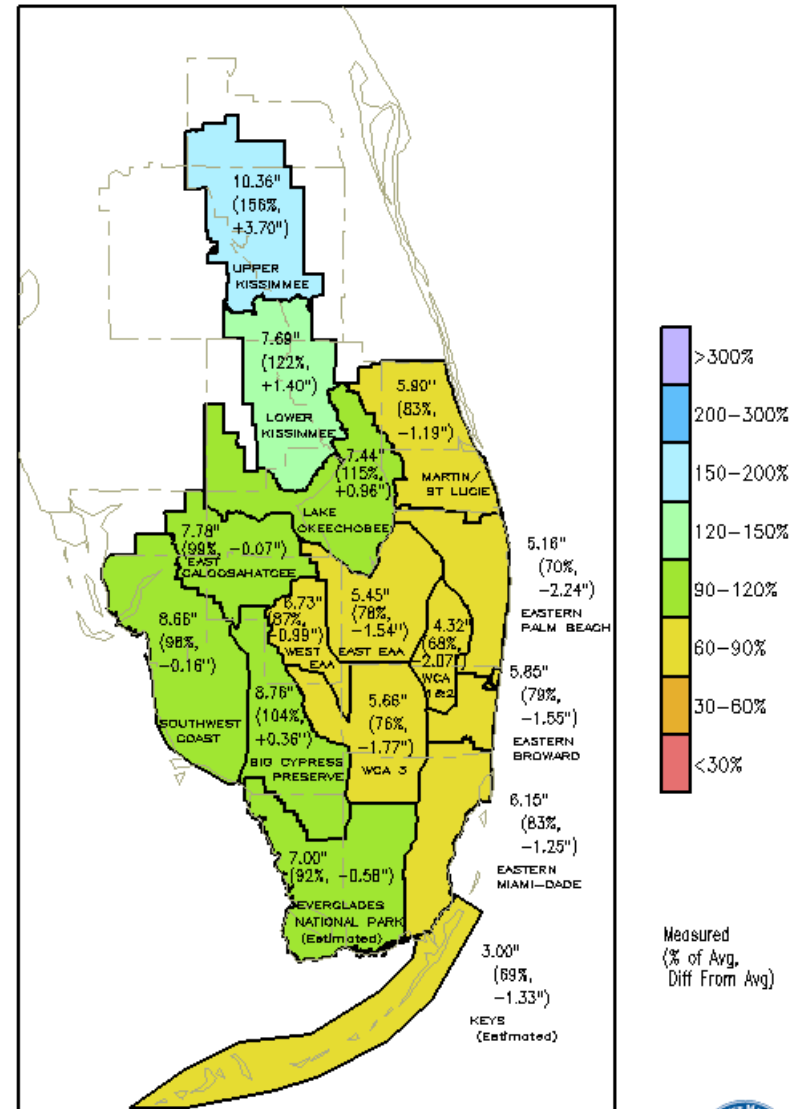 10.36"
(156%,
+3.70")
UPPER
KISSIMMEE
7.69"
(122%,
+1.40")
LOWER
KISSIMMEE
5.90"
(83%,
-1.19")
MARTIN/
ST LUCIE
7.44"
(115%,
+0.96")
LAKE
OKEECHOBEE
7.78"
(99%, -0.07")
EAST
CALOOSAHATCEE
8.66"
(98%,
-0.16")
SOUTHWEST
COAST
6.73"
(87%,
-0.99")
WEST
EAA
5.45"
(78%,
-1.54")
EAST EAA
4.32"
(68%,
-2.07")
WCA
1&2
5.16"
(70%,
-2.24")
EASTERN
PALM BEACH
8.76"
(104%,
+0.36")
BIG CYPRESS
PRESERVE
5.66"
(76%,
-1.77")
WCA 3
5.85"
(79%,
-1.55")
EASTERN
BROWARD
6.15"
(83%,
-1.25")
EASTERN
MIAMI-DADE
7.00"
(92%, -0.58")
EVERGLADES
NATIONAL PARK
(Estimated)
3.00"
(69%,
-1.33")
KEYS
(Estimated)
>300%
200-300%
150-200%
120-150%
90-120%
60-90%
30-60%
<30%
Measured
(% of Avg,
Diff From Avg)